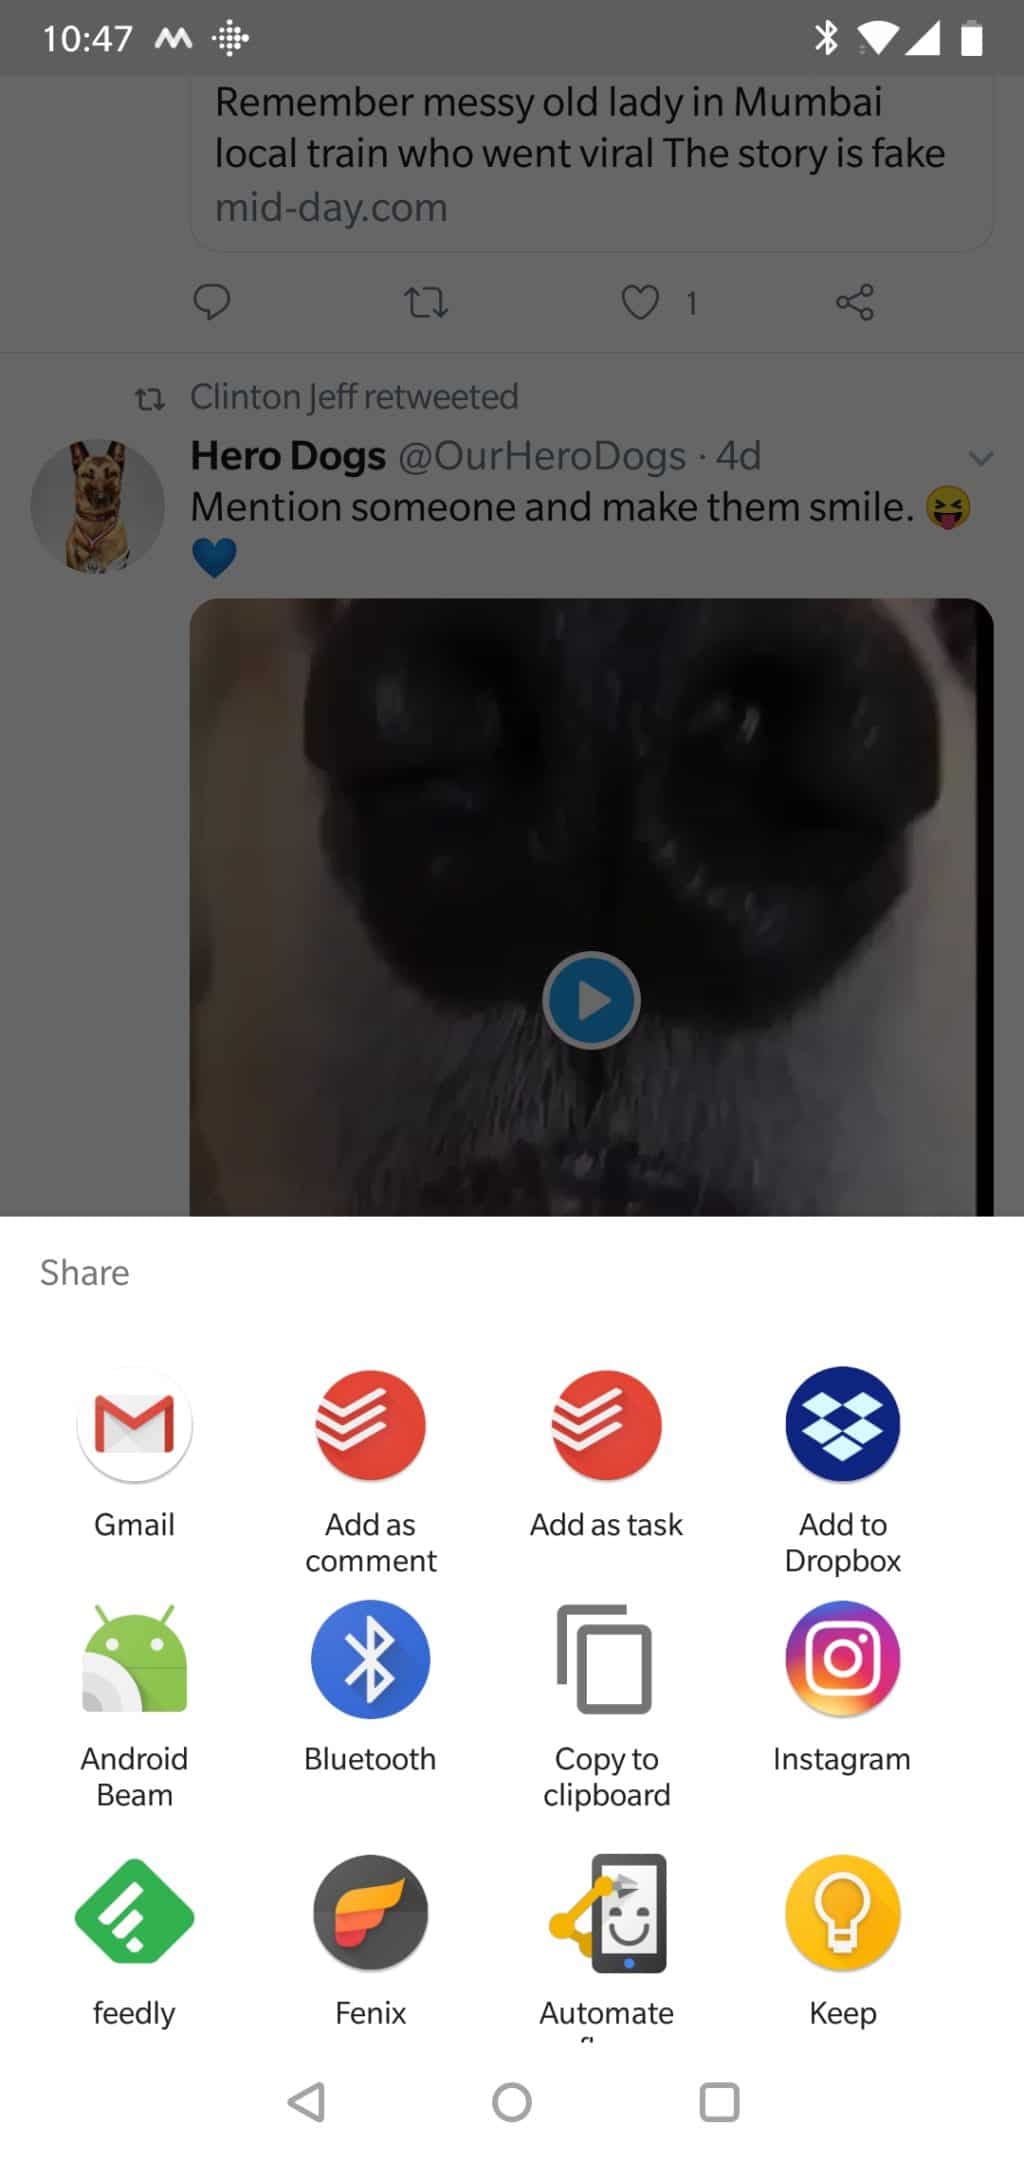 10:47
Remember messy old lady in Mumbai
local train who went viral The story is fake
mid-day.com
1
Clinton Jeff retweeted
Hero Dogs @OurHeroDogs · 4d
Mention someone and make them smile. 😝
💙
Share
Gmail
Add as
comment
Add as task
Add to
Dropbox
Android
Beam
Bluetooth
Copy to
clipboard
Instagram
feedly
Fenix
Automate
Keep